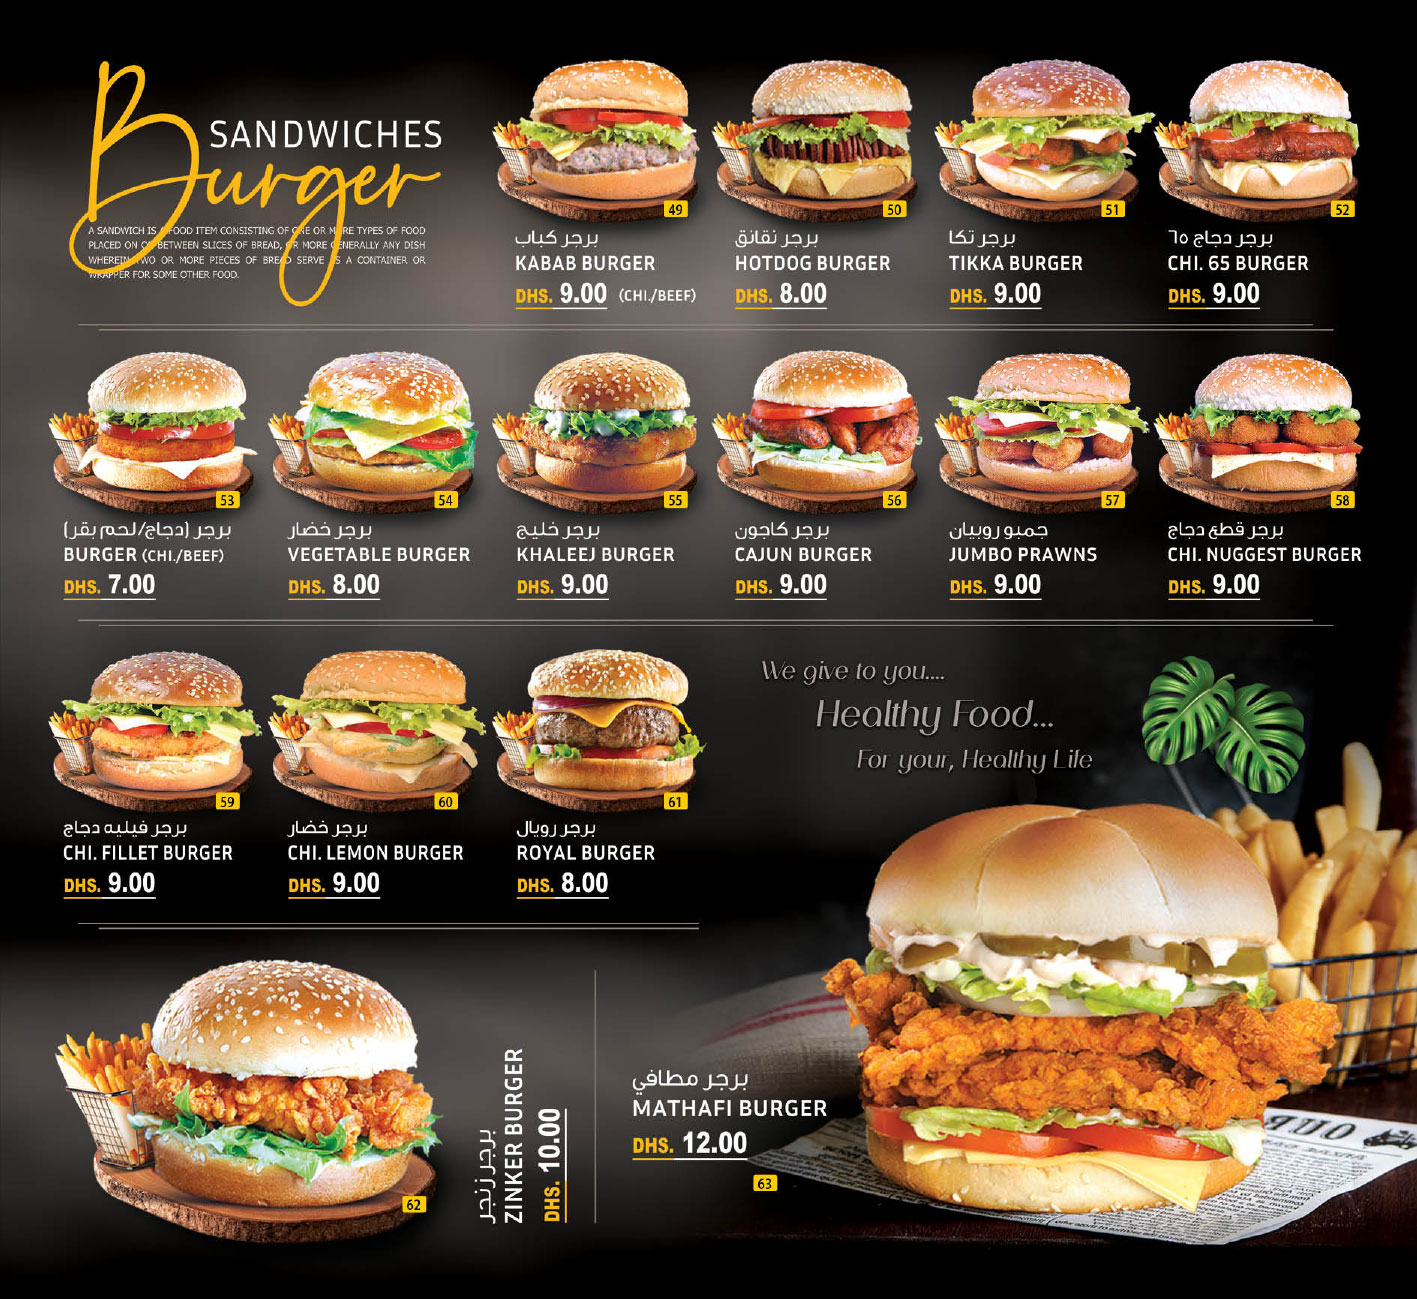 SANDWICHES
Burger
A SANDWICH IS A FOOD ITEM CONSISTING OF ONE OR MORE TYPES OF FOOD
PLACED ON OR BETWEEN SLICES OF BREAD, OR MORE GENERALLY ANY DISH
WHEREIN TWO OR MORE PIECES OF BREAD SERVE AS A CONTAINER OR
WRAPPER FOR SOME OTHER FOOD.
49
برجر كباب
KABAB BURGER
DHS. 9.00 (CHI./BEEF)
50
برجر نقانق
HOTDOG BURGER
DHS. 8.00
51
برجر تكا
TIKKA BURGER
DHS. 9.00
52
برجر دجاج ٦٥
CHI. 65 BURGER
DHS. 9.00
53
برجر (دجاج/لحم بقر)
BURGER (CHI./BEEF)
DHS. 7.00
54
برجر خضار
VEGETABLE BURGER
DHS. 8.00
55
برجر خليج
KHALEEJ BURGER
DHS. 9.00
56
برجر كاجون
CAJUN BURGER
DHS. 9.00
57
جمبو روبيان
JUMBO PRAWNS
DHS. 9.00
58
برجر قطع دجاج
CHI. NUGGEST BURGER
DHS. 9.00
59
برجر فيليه دجاج
CHI. FILLET BURGER
DHS. 9.00
60
برجر خضار
CHI. LEMON BURGER
DHS. 9.00
61
برجر رويال
ROYAL BURGER
DHS. 8.00
We give to you....
Healthy Food...
For your, Healthy Life
62
برجر زنجر
ZINKER BURGER
DHS. 10.00
برجر مطافي
MATHAFI BURGER
DHS. 12.00
63